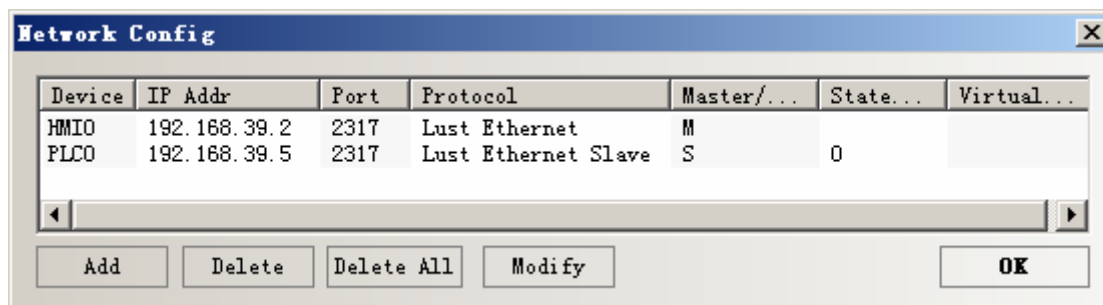 Network Config
Device IP Addr Port Protocol Master/... State... Virtual...
HMI0 192.168.39.2 2317 Lust Ethernet M
PLC0 192.168.39.5 2317 Lust Ethernet Slave S 0
Add Delete Delete All Modify OK